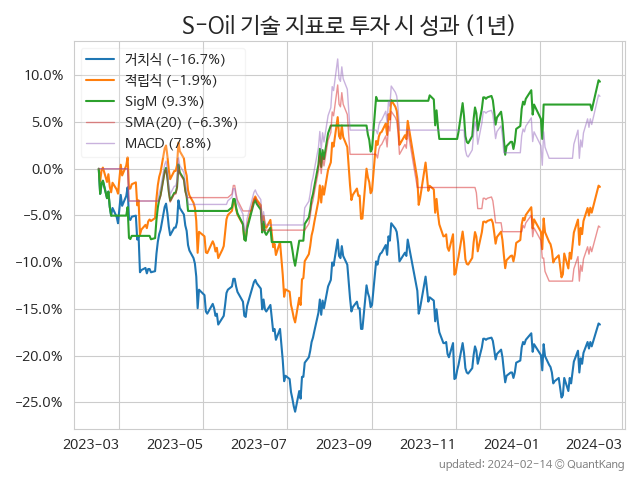 S-Oil 기술 지표로 투자 시 성과 (1년)
거치식 (−16.7%)
적립식 (−1.9%)
SigM (9.3%)
SMA(20) (−6.3%)
MACD (7.8%)
10.0%
5.0%
0.0%
−5.0%
−10.0%
−15.0%
−20.0%
−25.0%
2023-03 2023-05 2023-07 2023-09 2023-11 2024-01 2024-03
updated: 2024-02-14 © QuantKang